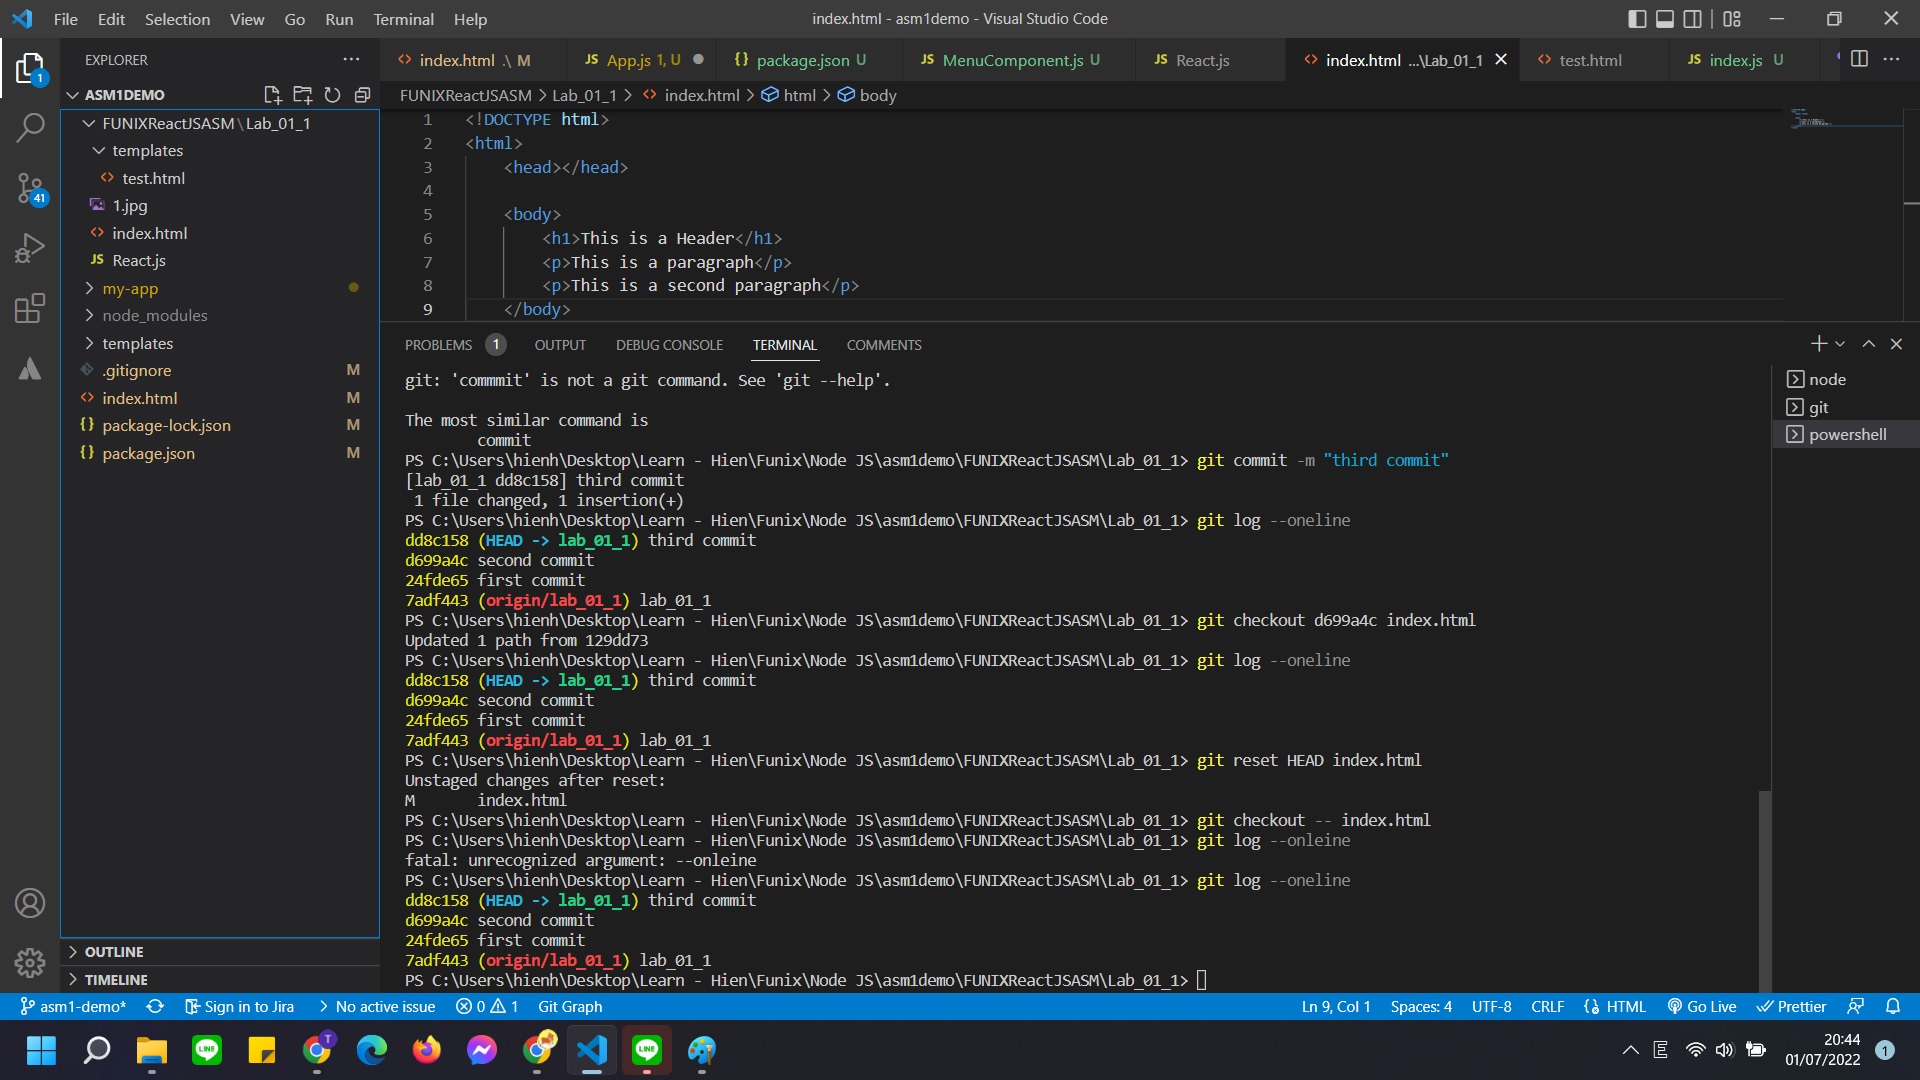 File Edit Selection View Go Run Terminal Help
index.html - asm1demo - Visual Studio Code
EXPLORER
index.html .\ M
JS App.js 1, U
{} package.json U
JS MenuComponent.js U
JS React.js
index.html ...\Lab_01_1
test.html
JS index.js U
1
41
ASM1DEMO
FUNIXReactJSASM \ Lab_01_1
templates
test.html
1.jpg
index.html
JS React.js
my-app
node_modules
templates
.gitignore M
index.html M
{} package-lock.json M
{} package.json M
OUTLINE
TIMELINE
FUNIXReactJSASM > Lab_01_1 > index.html > html > body
1 <!DOCTYPE html>
2 <html>
3 <head></head>
4
5 <body>
6 <h1>This is a Header</h1>
7 <p>This is a paragraph</p>
8 <p>This is a second paragraph</p>
9 </body>
PROBLEMS 1 OUTPUT DEBUG CONSOLE TERMINAL COMMENTS
node
git
powershell
git: 'commmit' is not a git command. See 'git --help'.
The most similar command is
commit
PS C:\Users\hienh\Desktop\Learn - Hien\Funix\Node JS\asm1demo\FUNIXReactJSASM\Lab_01_1> git commit -m "third commit"
[lab_01_1 dd8c158] third commit
1 file changed, 1 insertion(+)
PS C:\Users\hienh\Desktop\Learn - Hien\Funix\Node JS\asm1demo\FUNIXReactJSASM\Lab_01_1> git log --oneline
dd8c158 (HEAD -> lab_01_1) third commit
d699a4c second commit
24fde65 first commit
7adf443 (origin/lab_01_1) lab_01_1
PS C:\Users\hienh\Desktop\Learn - Hien\Funix\Node JS\asm1demo\FUNIXReactJSASM\Lab_01_1> git checkout d699a4c index.html
Updated 1 path from 129dd73
PS C:\Users\hienh\Desktop\Learn - Hien\Funix\Node JS\asm1demo\FUNIXReactJSASM\Lab_01_1> git log --oneline
dd8c158 (HEAD -> lab_01_1) third commit
d699a4c second commit
24fde65 first commit
7adf443 (origin/lab_01_1) lab_01_1
PS C:\Users\hienh\Desktop\Learn - Hien\Funix\Node JS\asm1demo\FUNIXReactJSASM\Lab_01_1> git reset HEAD index.html
Unstaged changes after reset:
M index.html
PS C:\Users\hienh\Desktop\Learn - Hien\Funix\Node JS\asm1demo\FUNIXReactJSASM\Lab_01_1> git checkout -- index.html
PS C:\Users\hienh\Desktop\Learn - Hien\Funix\Node JS\asm1demo\FUNIXReactJSASM\Lab_01_1> git log --onleine
fatal: unrecognized argument: --onleine
PS C:\Users\hienh\Desktop\Learn - Hien\Funix\Node JS\asm1demo\FUNIXReactJSASM\Lab_01_1> git log --oneline
dd8c158 (HEAD -> lab_01_1) third commit
d699a4c second commit
24fde65 first commit
7adf443 (origin/lab_01_1) lab_01_1
PS C:\Users\hienh\Desktop\Learn - Hien\Funix\Node JS\asm1demo\FUNIXReactJSASM\Lab_01_1>
asm1-demo* Sign in to Jira No active issue 0 1 Git Graph
Ln 9, Col 1 Spaces: 4 UTF-8 CRLF {} HTML Go Live Prettier
LINE
T
LINE
E
20:44
01/07/2022
1